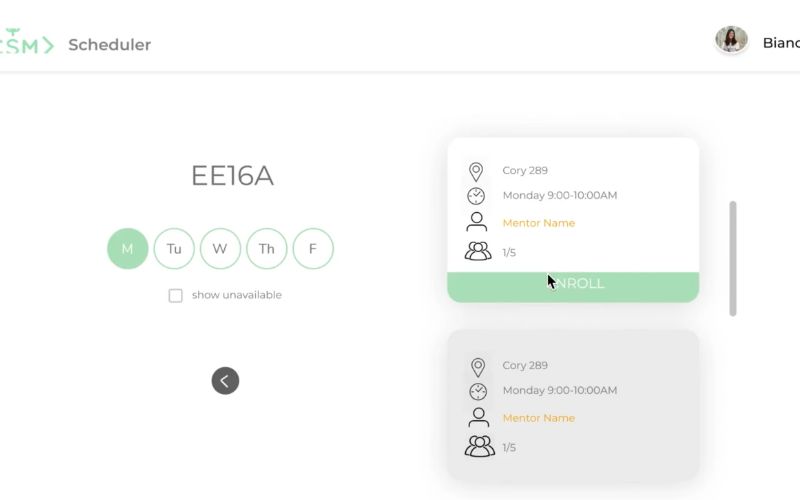 CSM
Scheduler
EE16A
M
Tu
W
Th
F
show unavailable
Cory 289
Monday 9:00-10:00AM
Mentor Name
1/5
ENROLL
Cory 289
Monday 9:00-10:00AM
Mentor Name
1/5